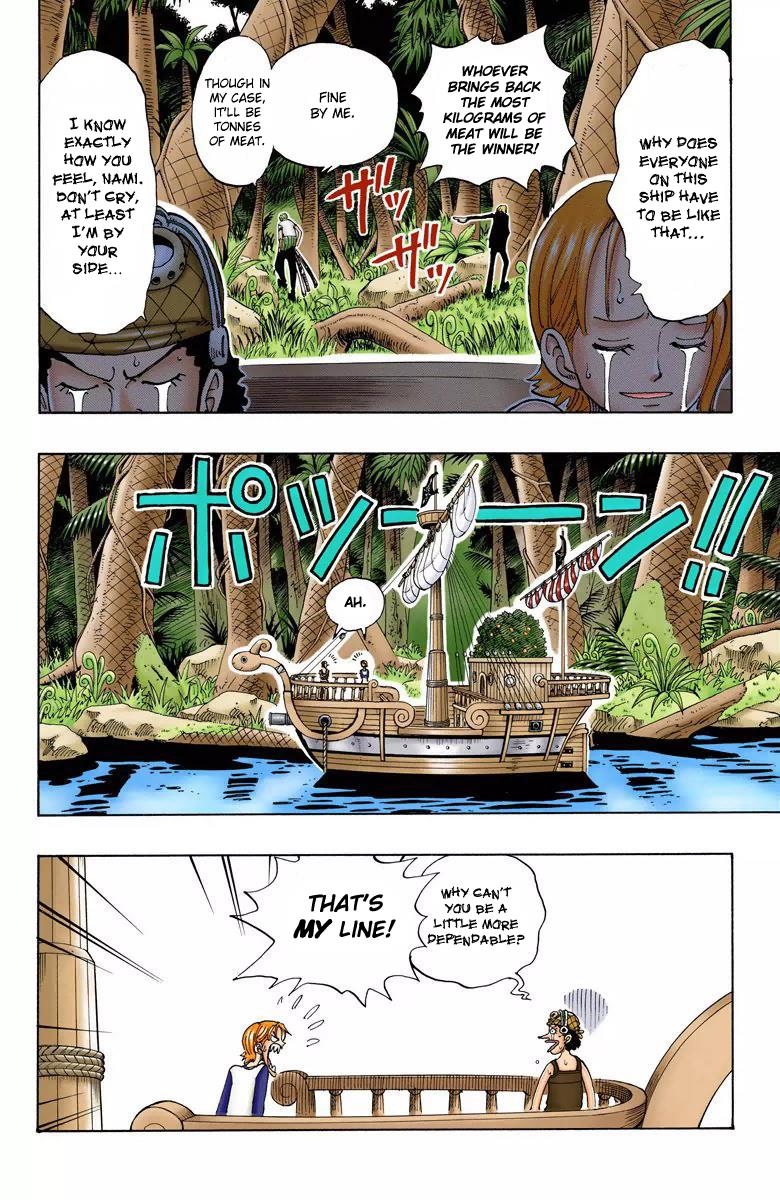 WHY DOES
EVERYONE
ON THIS
SHIP HAVE
TO BE LIKE
THAT...
WHOEVER
BRINGS BACK
THE MOST
KILOGRAMS OF
MEAT WILL BE
THE WINNER!
FINE
BY ME.
THOUGH IN
MY CASE,
IT'LL BE
TONNES
OF MEAT.
ザッ
ザッ
I KNOW
EXACTLY
HOW YOU
FEEL, NAMI.
DON'T CRY,
AT LEAST
I'M BY
YOUR
SIDE...
ポツーーン!!
AH.
WHY CAN'T
YOU BE A
LITTLE MORE
DEPENDABLE?
THAT'S
MY LINE!